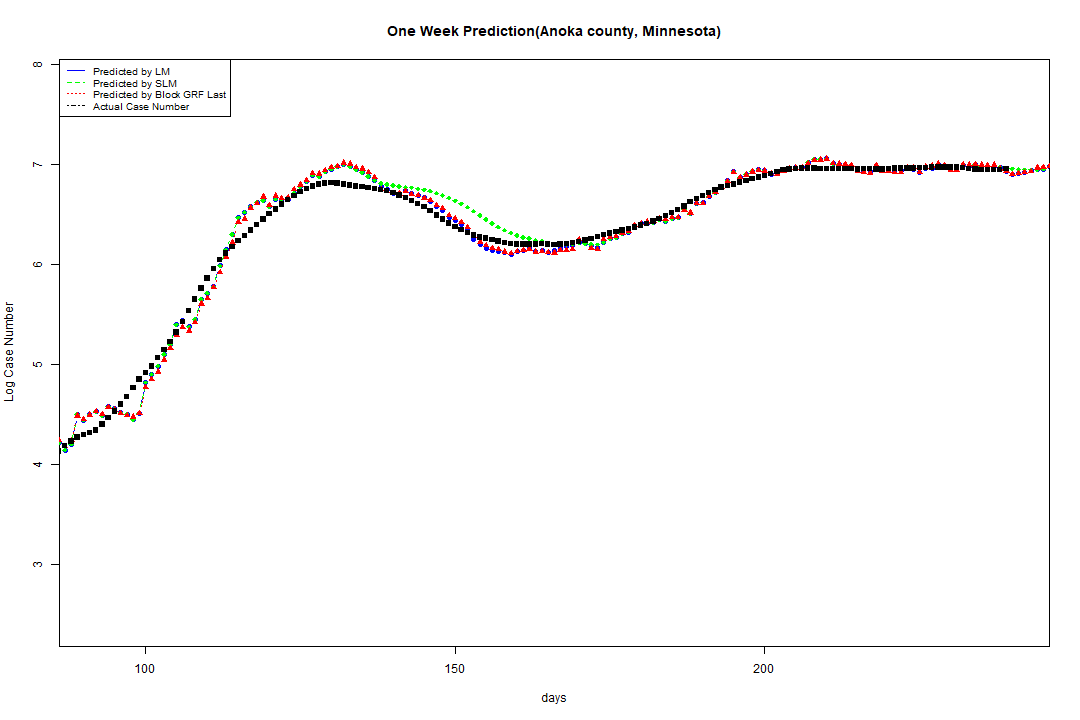 One Week Prediction(Anoka county, Minnesota)
Predicted by LM
Predicted by SLM
Predicted by Block GRF Last
Actual Case Number
8
7
6
5
4
3
Log Case Number
100
150
200
days